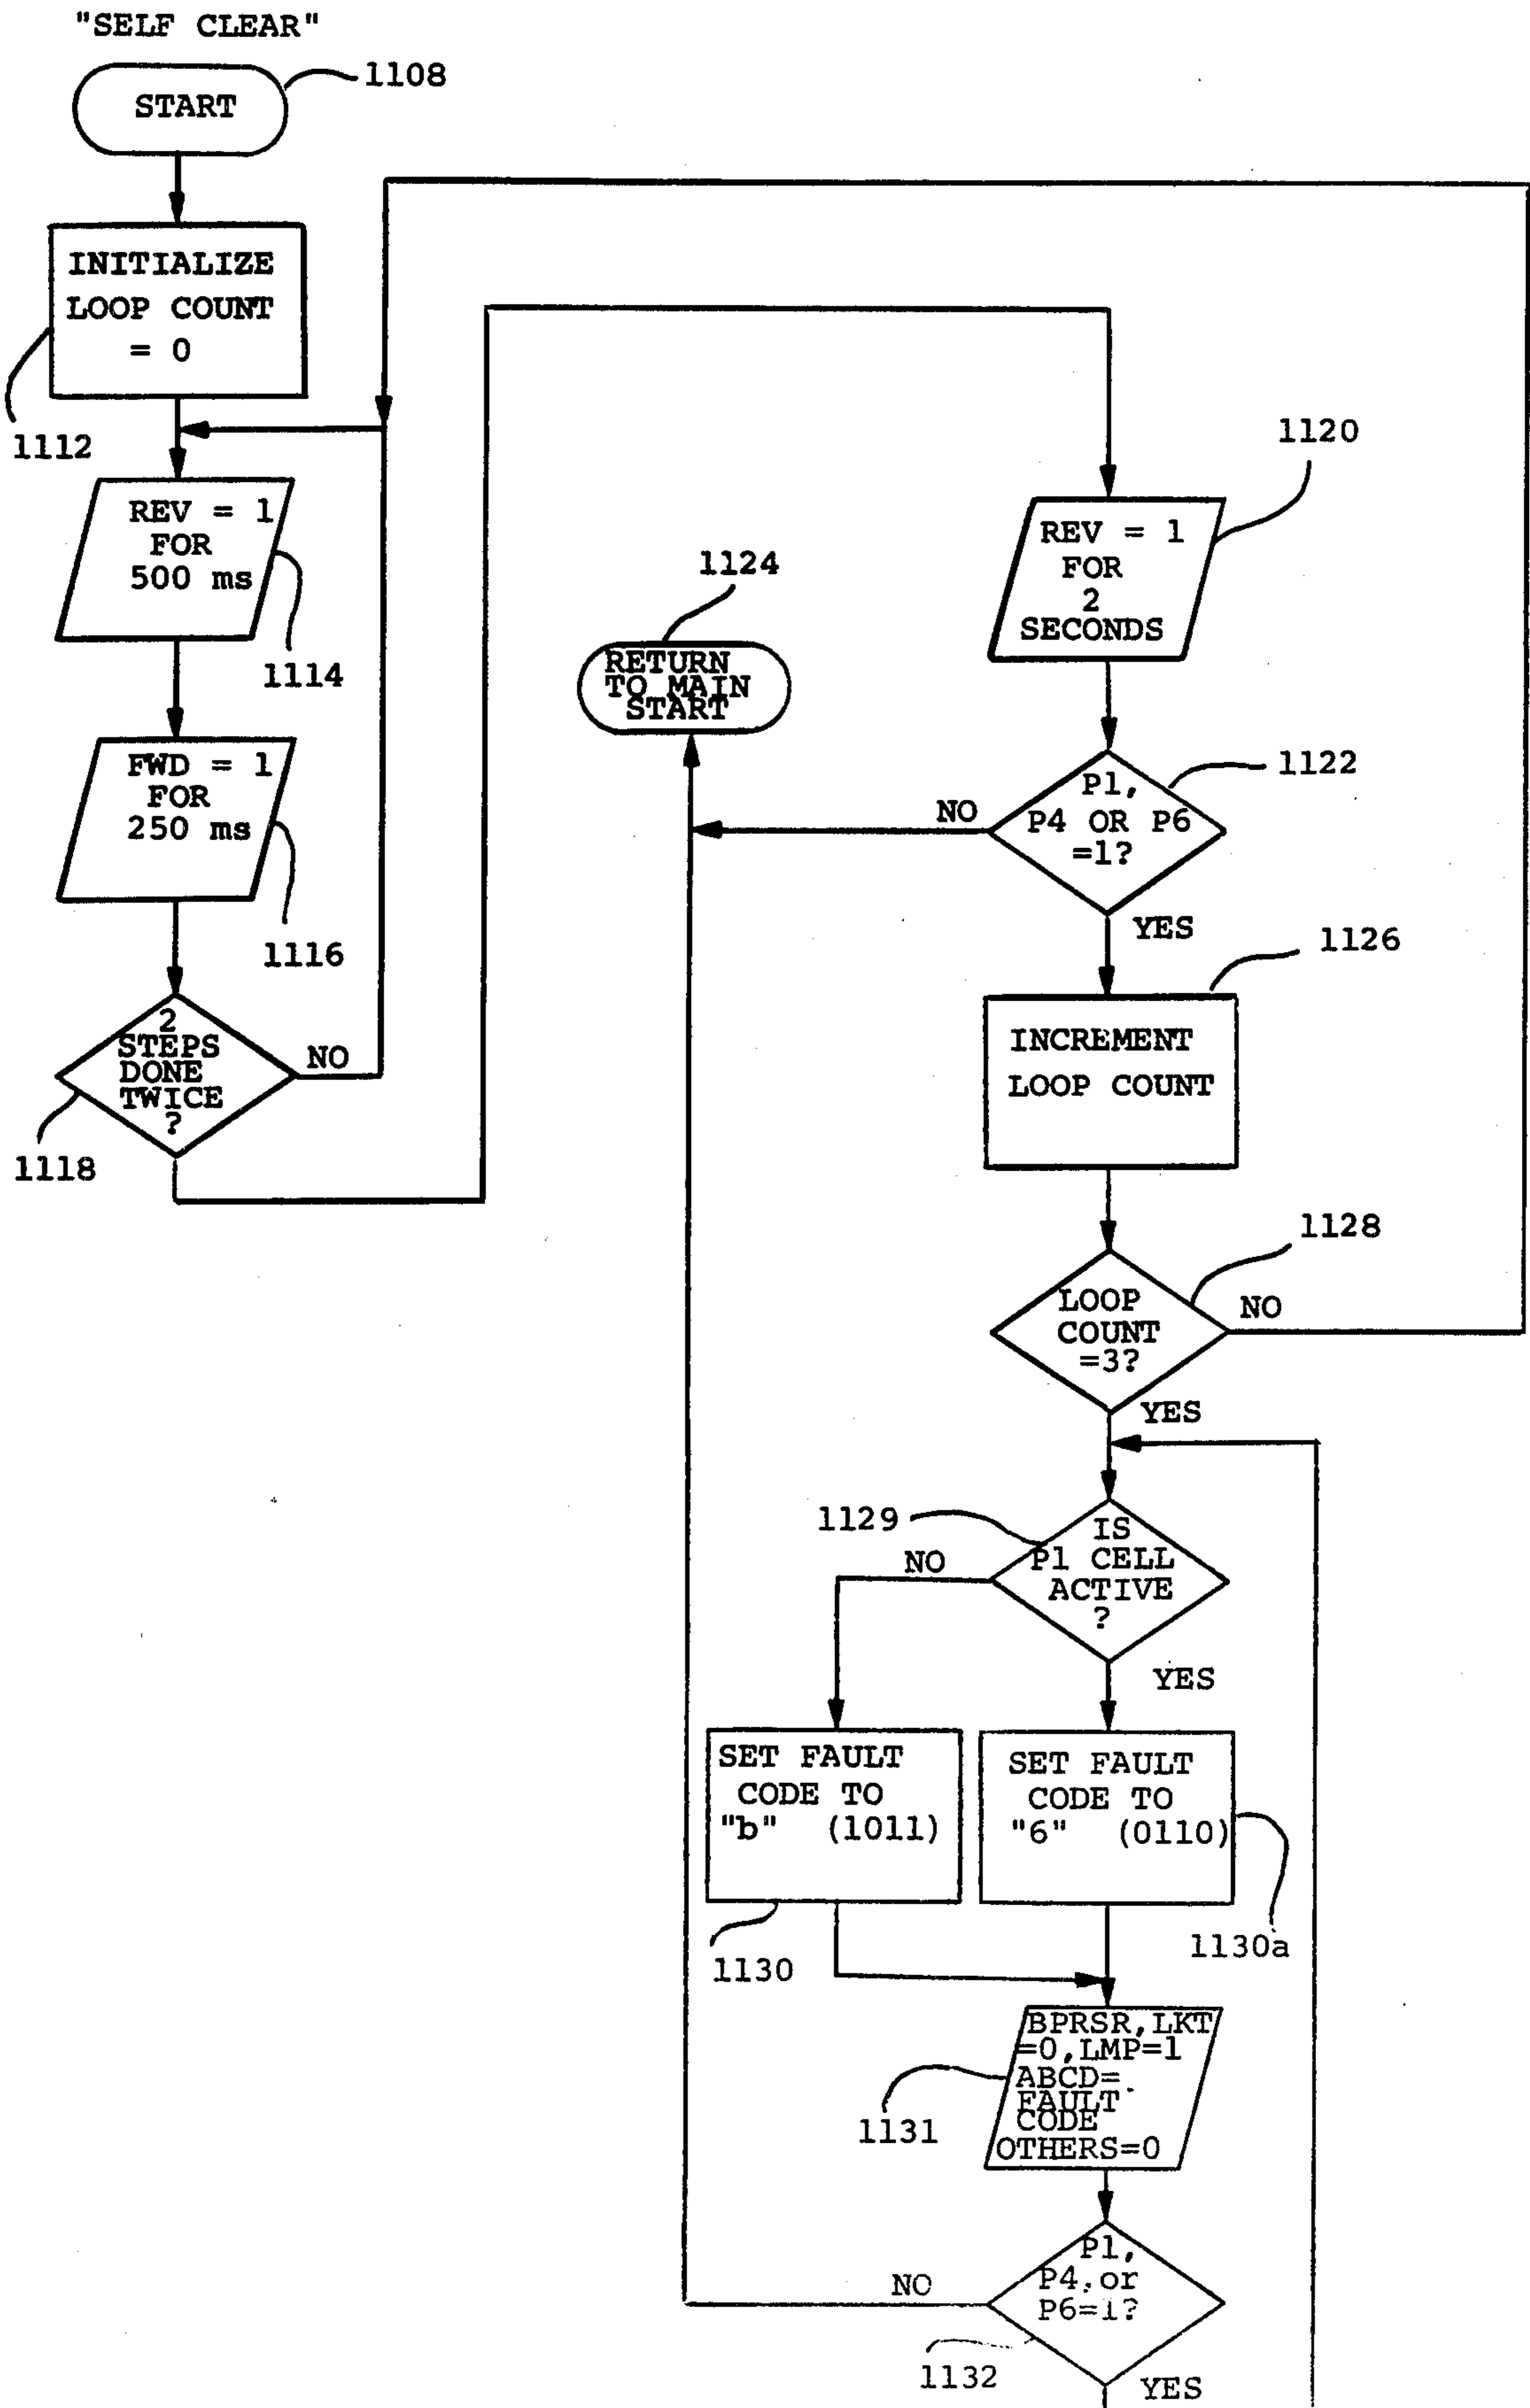 "SELF CLEAR"
START
1108
INITIALIZE
LOOP COUNT
= 0
1112
REV = 1
FOR
500 ms
1114
FWD = 1
FOR
250 ms
1116
2
STEPS
DONE
TWICE
?
NO
1118
1120
REV = 1
FOR
2
SECONDS
1124
RETURN
TO MAIN
START
1122
P1,
P4 OR P6
=1?
NO
YES
1126
INCREMENT
LOOP COUNT
1128
LOOP
COUNT
=3?
NO
YES
1129
IS
P1 CELL
ACTIVE
?
NO
YES
SET FAULT
CODE TO
"b" (1011)
1130
SET FAULT
CODE TO
"6" (0110)
1130a
BPRSR,LKT
=0,LMP=1
ABCD=
FAULT
CODE
OTHERS=0
1131
P1,
P4,or
P6=1?
NO
1132
YES